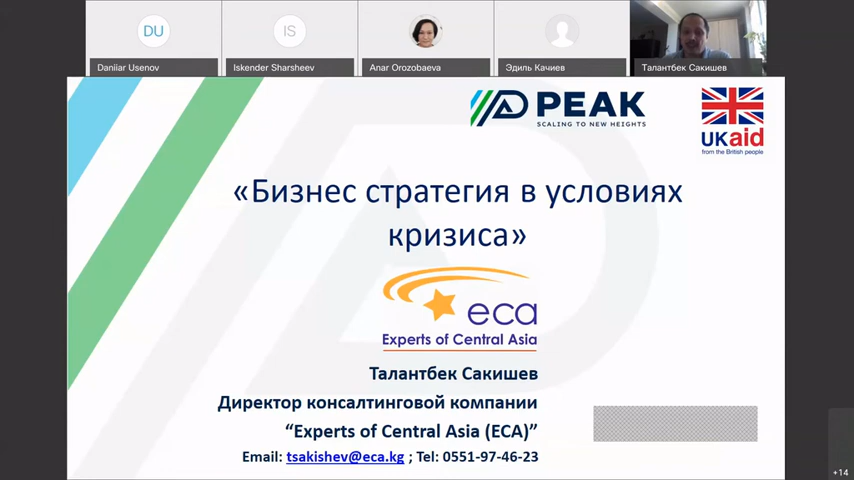 DU
IS
Daniiar Usenov
Iskender Sharsheev
Anar Orozobaeva
Эдиль Качиев
Талантбек Сакишев
PEAK
SCALING TO NEW HEIGHTS
UKaid
from the British people
«Бизнес стратегия в условиях
кризиса»
eca
Experts of Central Asia
Талантбек Сакишев
Директор консалтинговой компании
“Experts of Central Asia (ECA)”
Email: tsakishev@eca.kg ; Tel: 0551-97-46-23
+14